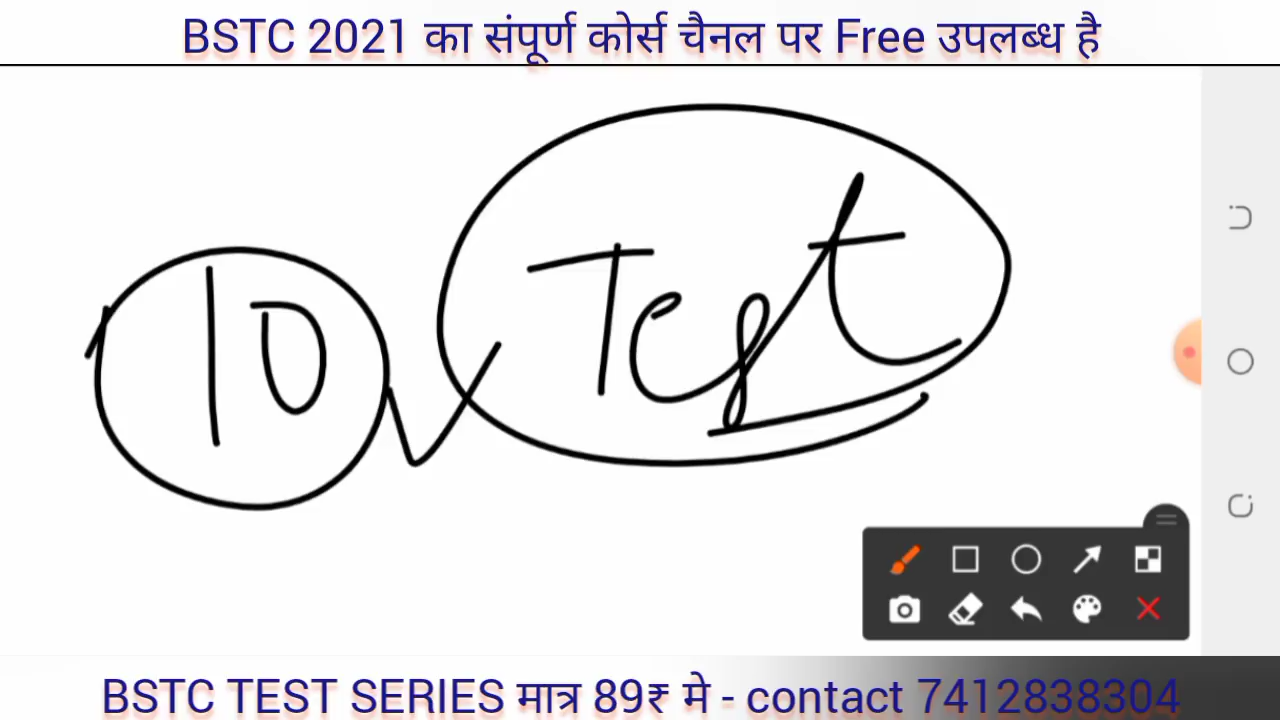 BSTC 2021 का संपूर्ण कोर्स चैनल पर Free उपलब्ध है
10 Test
BSTC TEST SERIES मात्र 89₹ मे - contact 7412838304